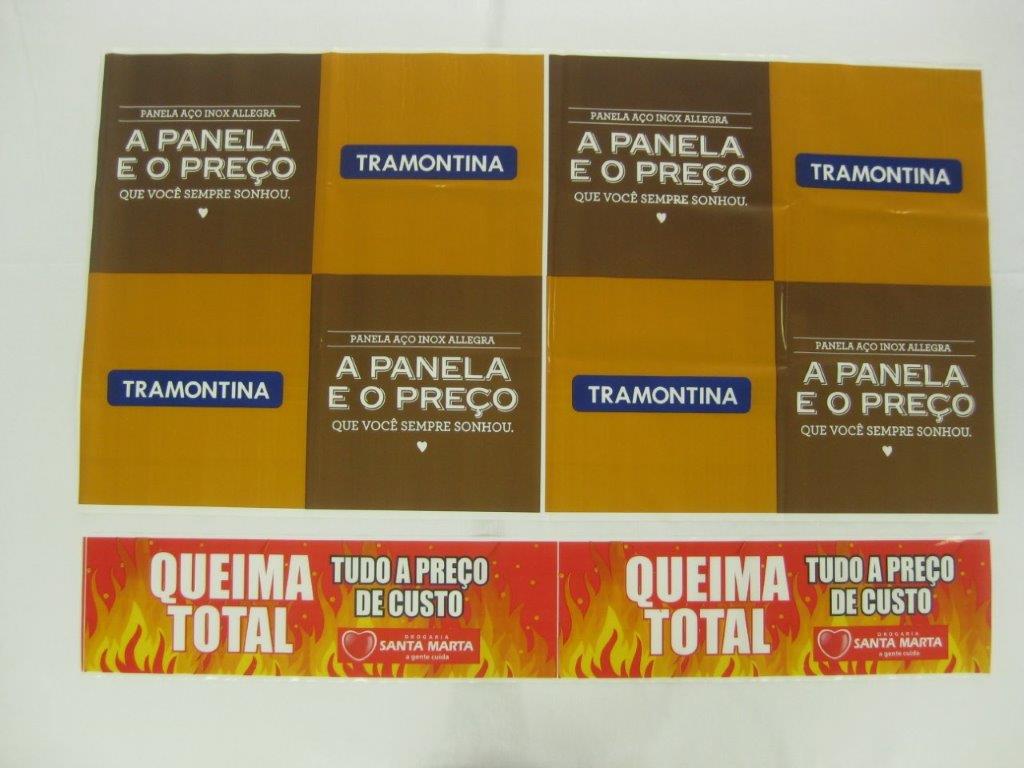 PANELA AÇO INOX ALLEGRA
A PANELA
E O PREÇO
QUE VOCÊ SEMPRE SONHOU.
TRAMONTINA
PANELA AÇO INOX ALLEGRA
A PANELA
E O PREÇO
QUE VOCÊ SEMPRE SONHOU.
TRAMONTINA
TRAMONTINA
PANELA AÇO INOX ALLEGRA
A PANELA
E O PREÇO
QUE VOCÊ SEMPRE SONHOU.
TRAMONTINA
PANELA AÇO INOX ALLEGRA
A PANELA
E O PREÇO
QUE VOCÊ SEMPRE SONHOU.
QUEIMA
TOTAL
TUDO A PREÇO
DE CUSTO
DROGARIA
SANTA MARTA
a gente cuida
QUEIMA
TOTAL
TUDO A PREÇO
DE CUSTO
DROGARIA
SANTA MARTA
a gente cuida